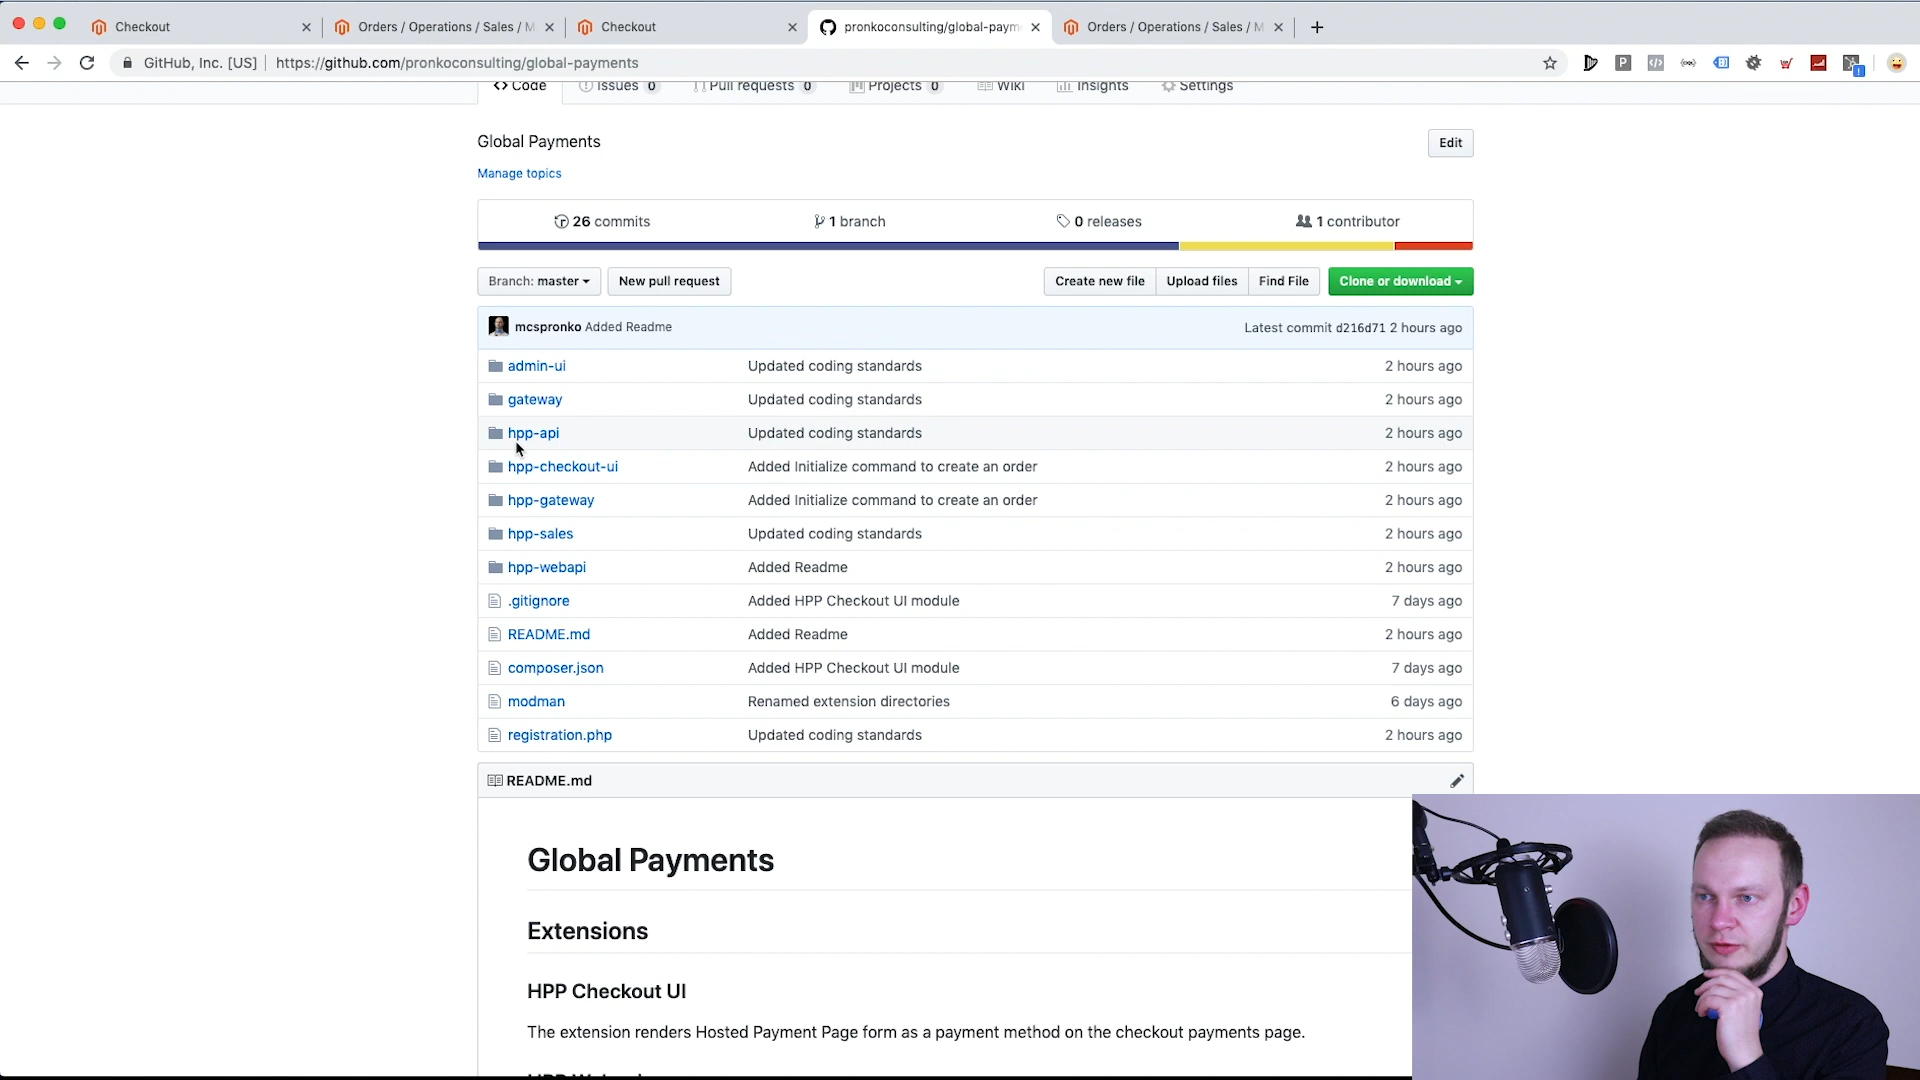 Checkout
Orders / Operations / Sales / M
Checkout
pronkoconsulting/global-paym
Orders / Operations / Sales / M
GitHub, Inc. [US]
https://github.com/pronkoconsulting/global-payments
Code
Issues 0
Pull requests 0
Projects 0
Wiki
Insights
Settings
Global Payments
Edit
Manage topics
26 commits
1 branch
0 releases
1 contributor
Branch: master
New pull request
Create new file
Upload files
Find File
Clone or download
mcspronko Added Readme
Latest commit d216d71 2 hours ago
admin-ui Updated coding standards 2 hours ago
gateway Updated coding standards 2 hours ago
hpp-api Updated coding standards 2 hours ago
hpp-checkout-ui Added Initialize command to create an order 2 hours ago
hpp-gateway Added Initialize command to create an order 2 hours ago
hpp-sales Updated coding standards 2 hours ago
hpp-webapi Added Readme 2 hours ago
.gitignore Added HPP Checkout UI module 7 days ago
README.md Added Readme 2 hours ago
composer.json Added HPP Checkout UI module 7 days ago
modman Renamed extension directories 6 days ago
registration.php Updated coding standards 2 hours ago
README.md
Global Payments
Extensions
HPP Checkout UI
The extension renders Hosted Payment Page form as a payment method on the checkout payments page.